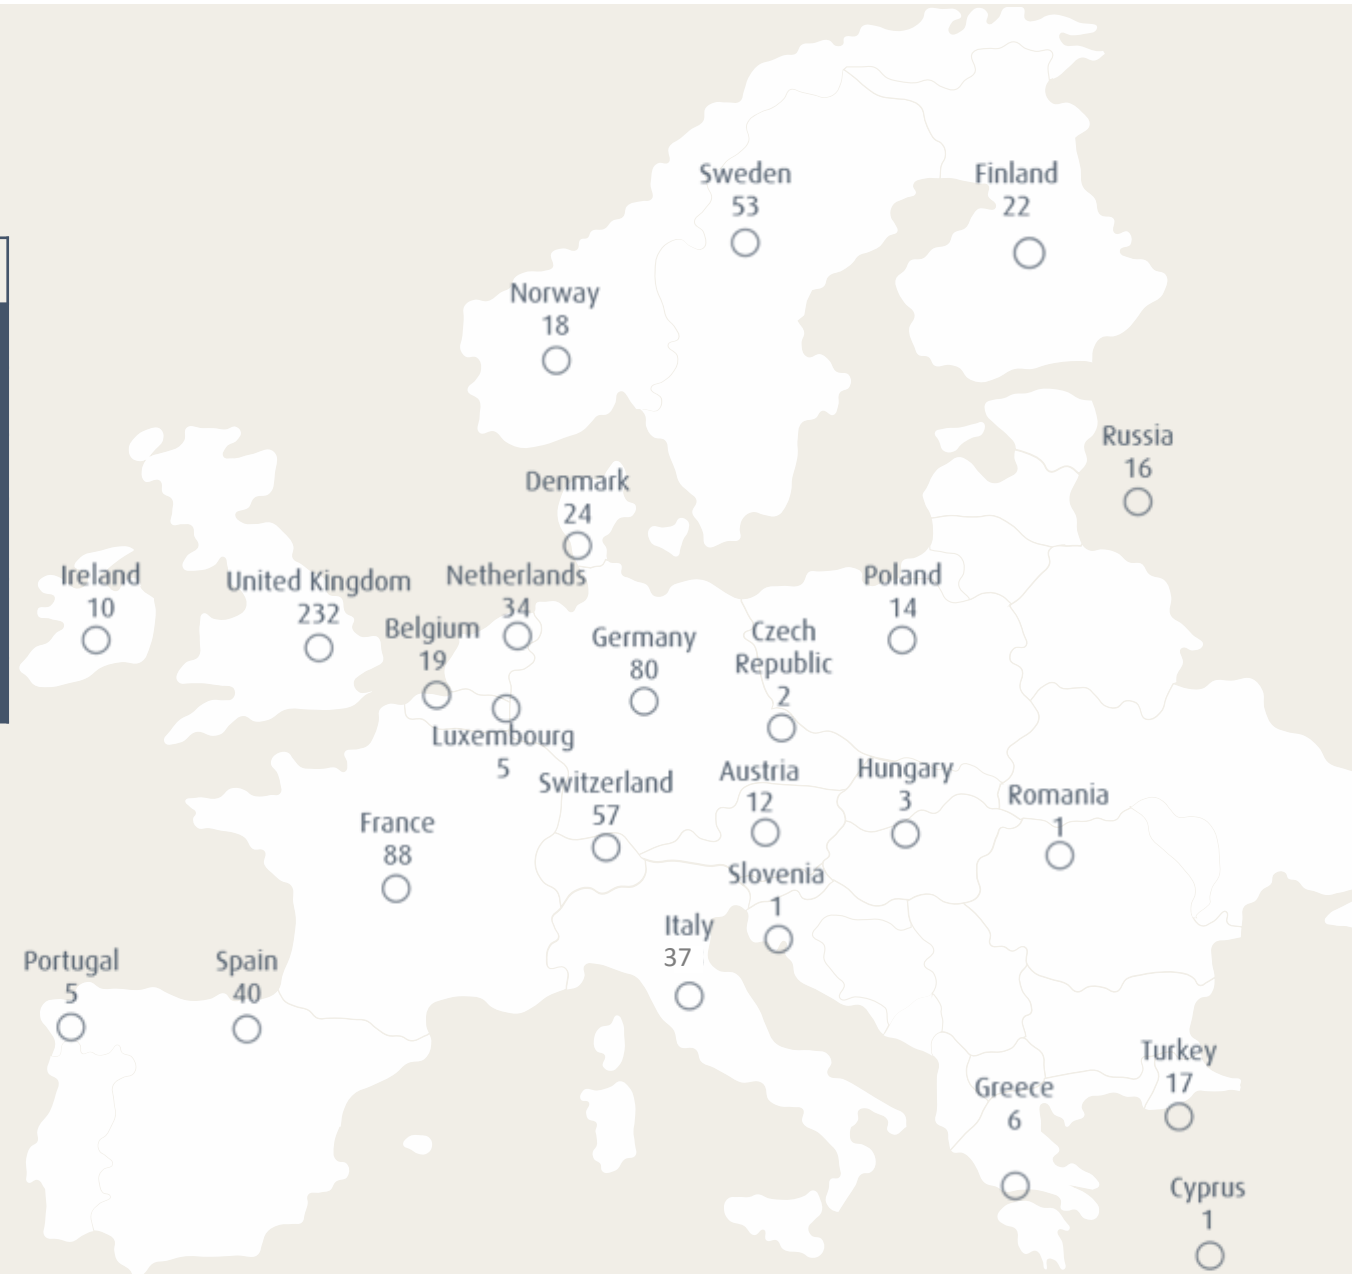 Sweden
53
Finland
22
Norway
18
Russia
16
Denmark
24
Ireland
10
United Kingdom
232
Netherlands
34
Belgium
19
Germany
80
Czech
Republic
2
Poland
14
Luxembourg
5
Switzerland
57
Austria
12
Hungary
3
Romania
1
France
88
Slovenia
1
Italy
37
Portugal
5
Spain
40
Turkey
17
Greece
6
Cyprus
1